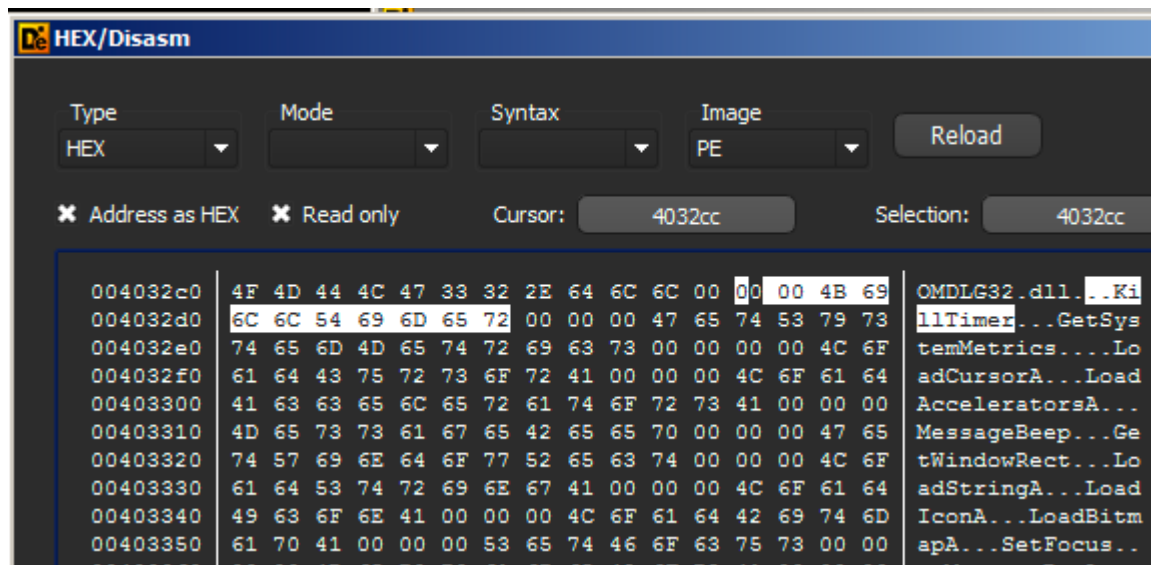 HEX/Disasm
Type Mode Syntax Image
HEX PE Reload
Address as HEX Read only Cursor: 4032cc Selection: 4032cc
004032c0 4F 4D 44 4C 47 33 32 2E 64 6C 6C 00 00 00 4B 69 OMDLG32.dll...Ki
004032d0 6C 6C 54 69 6D 65 72 00 00 00 47 65 74 53 79 73 llTimer...GetSys
004032e0 74 65 6D 4D 65 74 72 69 63 73 00 00 00 00 4C 6F temMetrics....Lo
004032f0 61 64 43 75 72 73 6F 72 41 00 00 00 4C 6F 61 64 adCursorA...Load
00403300 41 63 63 65 6C 65 72 61 74 6F 72 73 41 00 00 00 AcceleratorsA...
00403310 4D 65 73 73 61 67 65 42 65 65 70 00 00 00 47 65 MessageBeep...Ge
00403320 74 57 69 6E 64 6F 77 52 65 63 74 00 00 00 4C 6F tWindowRect...Lo
00403330 61 64 53 74 72 69 6E 67 41 00 00 00 4C 6F 61 64 adStringA...Load
00403340 49 63 6F 6E 41 00 00 00 4C 6F 61 64 42 69 74 6D IconA...LoadBitm
00403350 61 70 41 00 00 00 53 65 74 46 6F 63 75 73 00 00 apA...SetFocus..